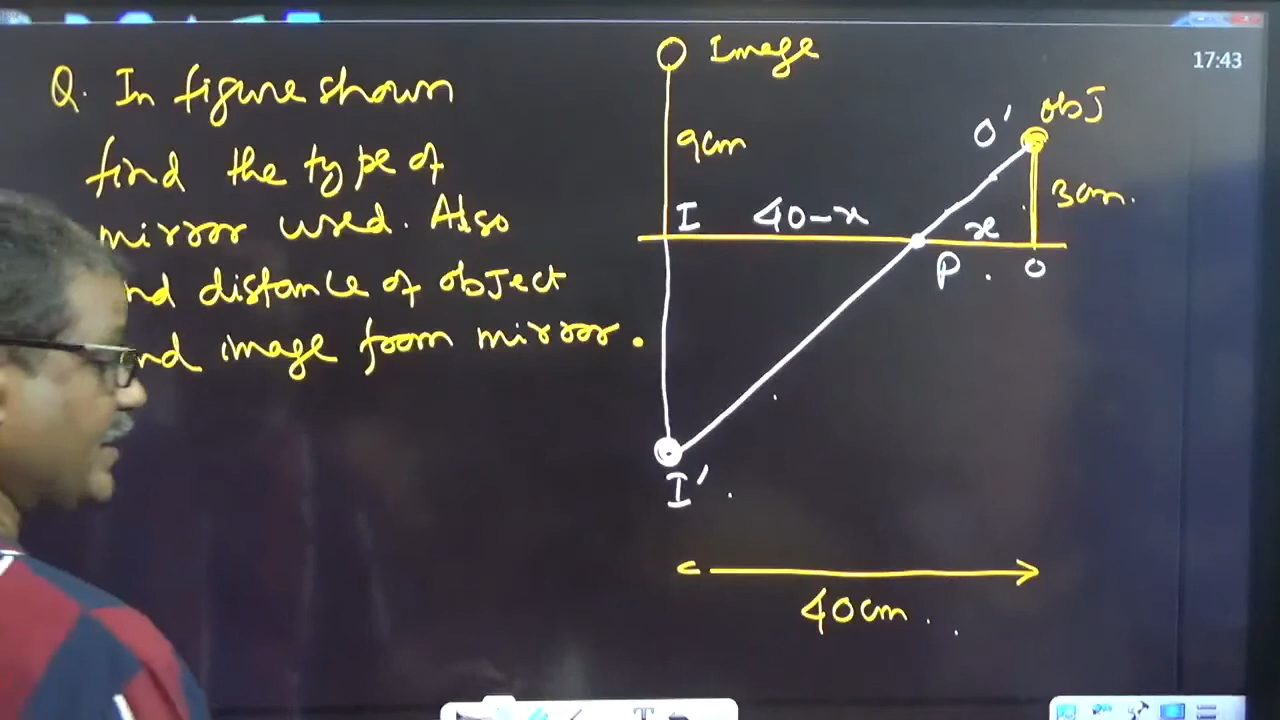 17:43
Q. In figure shown
find the type of
mirror used. Also
nd distance of object
nd image from mirror.
Image
9cm
I
40-x
P
x
O
O'
obJ
3cm.
I'
40cm
T